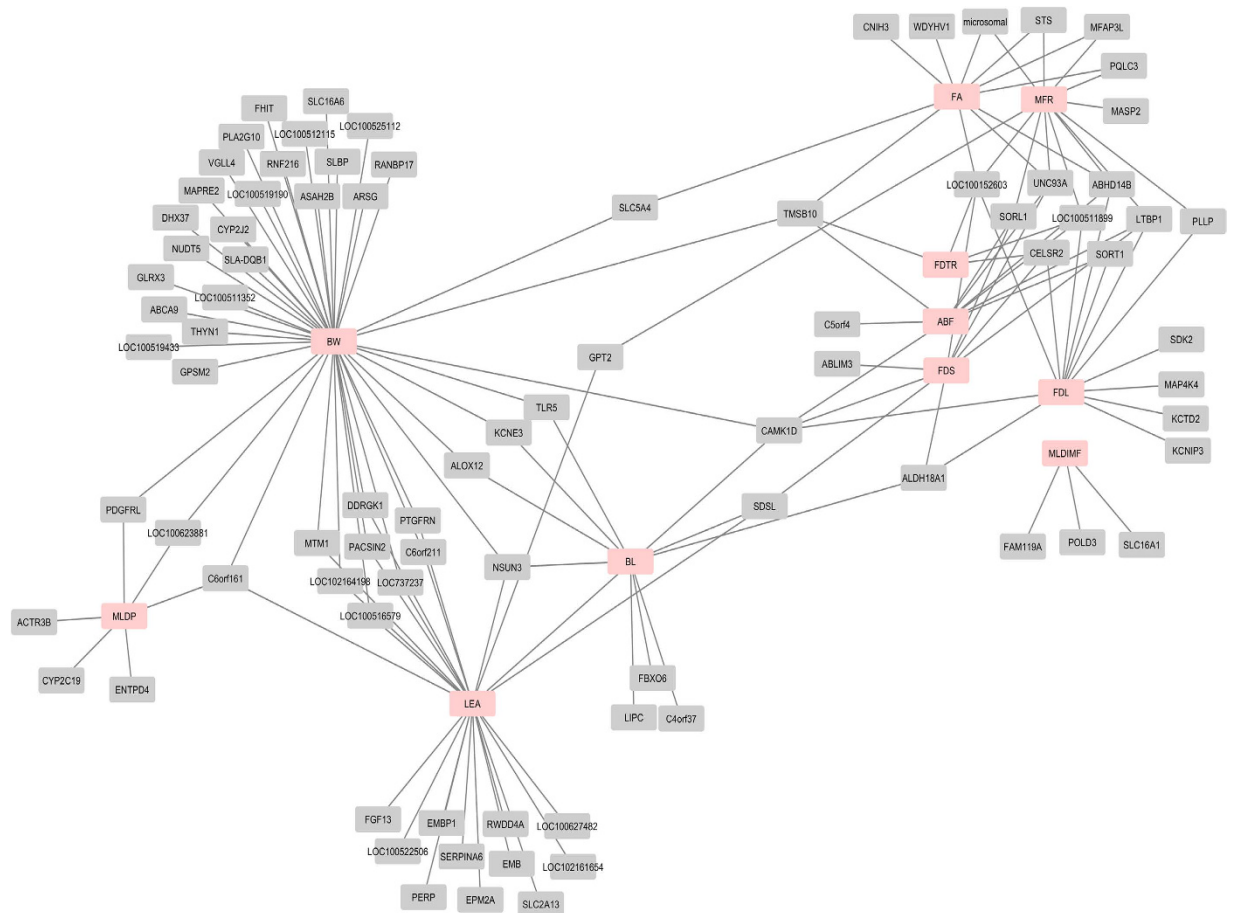 CNIH3
WDYHV1
microsomal
STS
MFAP3L
PQLC3
MASP2
FA
MFR
SLC16A6
FHIT
LOC100525112
LOC100512115
PLA2G10
SLBP
RANBP17
VGLL4
RNF216
LOC100519190
ASAH2B
ARSG
MAPRE2
DHX37
CYP2J2
NUDT5
SLA-DQB1
GLRX3
LOC100511352
ABCA9
THYN1
LOC100519433
GPSM2
BW
SLC5A4
TMSB10
LOC100152603
UNC93A
ABHD14B
SORL1
LOC100511899
LTBP1
PLLP
CELSR2
SORT1
FDTR
C5orf4
ABF
ABLIM3
FDS
FDL
SDK2
MAP4K4
KCTD2
KCNIP3
GPT2
TLR5
KCNE3
CAMK1D
ALOX12
ALDH18A1
MLDIMF
FAM119A
POLD3
SLC16A1
SDSL
PDGFRL
LOC100623881
C6orf161
MLDP
ACTR3B
CYP2C19
ENTPD4
DDRGK1
PTGFRN
MTM1
PACSIN2
C6orf211
LOC102164198
LOC737237
LOC100516579
NSUN3
BL
FBXO6
LIPC
C4orf37
LEA
FGF13
EMBP1
RWDD4A
LOC100627482
LOC100522506
SERPINA6
EMB
LOC102161654
PERP
EPM2A
SLC2A13